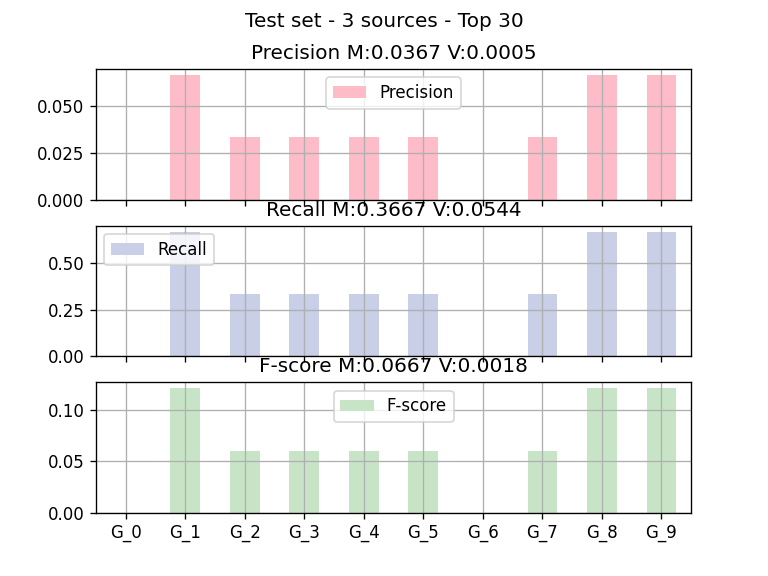 Test set - 3 sources - Top 30
Precision M:0.0367 V:0.0005
0.050
0.025
0.000
Precision
Recall M:0.3667 V:0.0544
0.50
0.25
0.00
Recall
F-score M:0.0667 V:0.0018
0.10
0.05
0.00
F-score
G_0 G_1 G_2 G_3 G_4 G_5 G_6 G_7 G_8 G_9